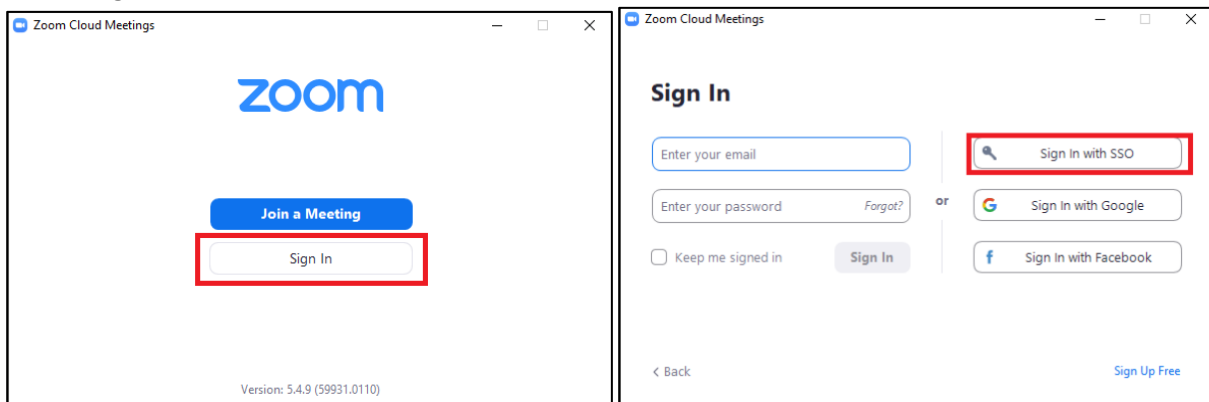 Zoom Cloud Meetings
zoom
Join a Meeting
Sign In
Version: 5.4.9 (59931.0110)
Zoom Cloud Meetings
Sign In
Enter your email
Enter your password Forgot?
Keep me signed in Sign In
or
Sign In with SSO
Sign In with Google
Sign In with Facebook
< Back Sign Up Free